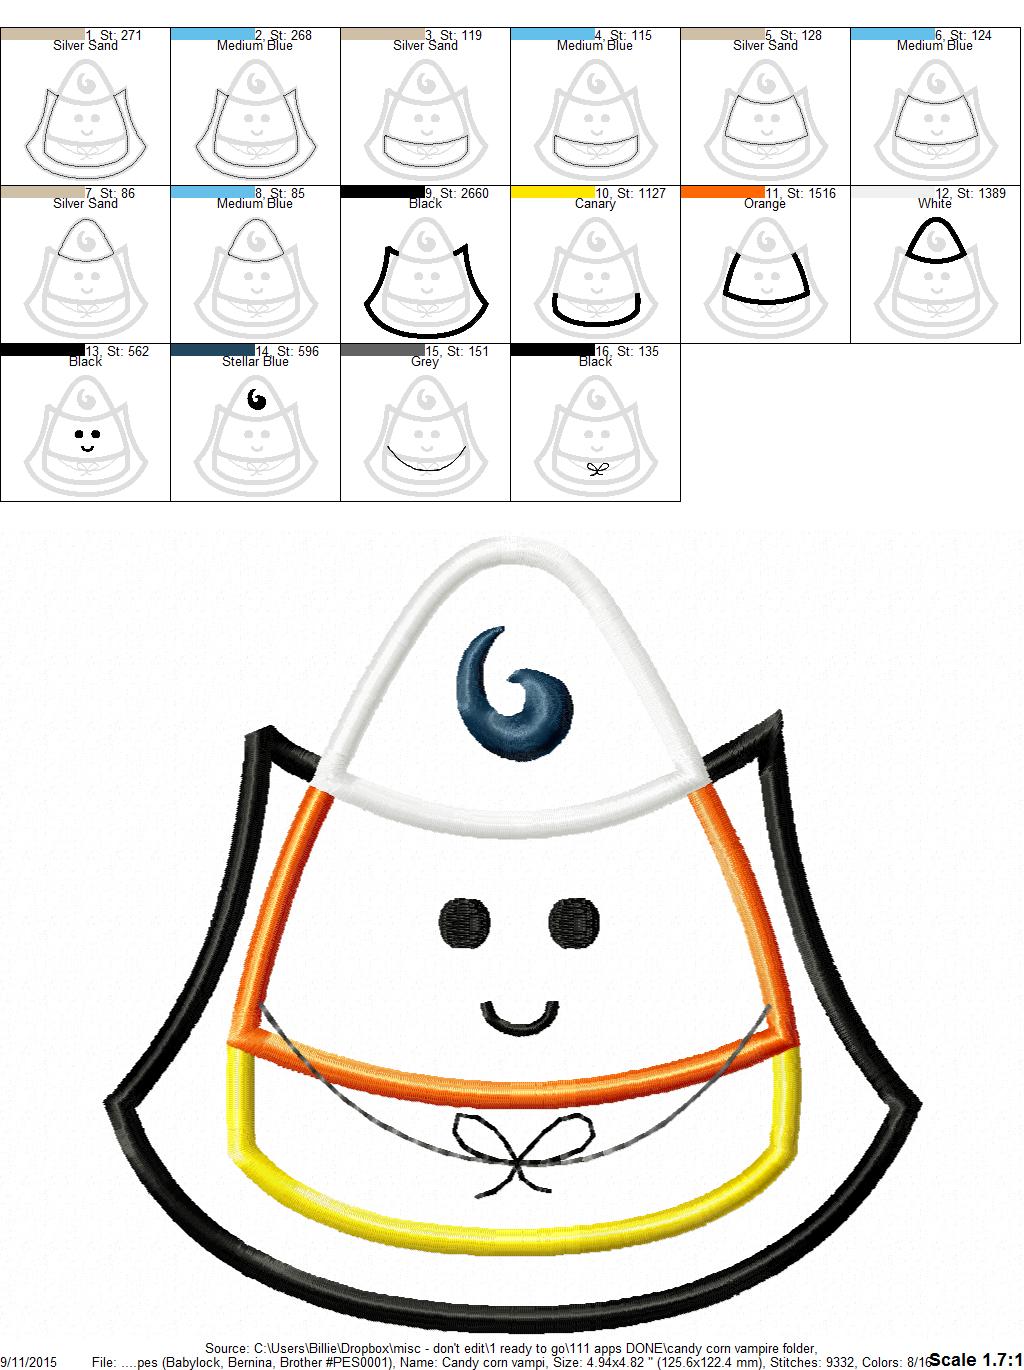 1, St: 271
Silver Sand
2, St: 268
Medium Blue
3, St: 119
Silver Sand
4, St: 115
Medium Blue
5, St: 128
Silver Sand
6, St: 124
Medium Blue
7, St: 86
Silver Sand
8, St: 85
Medium Blue
9, St: 2660
Black
10, St: 1127
Canary
11, St: 1516
Orange
12, St: 1389
White
13, St: 562
Black
14, St: 596
Stellar Blue
15, St: 151
Grey
16, St: 135
Black
Source: C:\Users\Billie\Dropbox\misc - don't edit\1 ready to go\111 apps DONE\candy corn vampire folder,
9/11/2015 File: ....pes (Babylock, Bernina, Brother #PES0001), Name: Candy corn vampi, Size: 4.94x4.82 " (125.6x122.4 mm), Stitches: 9332, Colors: 8/16 Scale 1.7:1